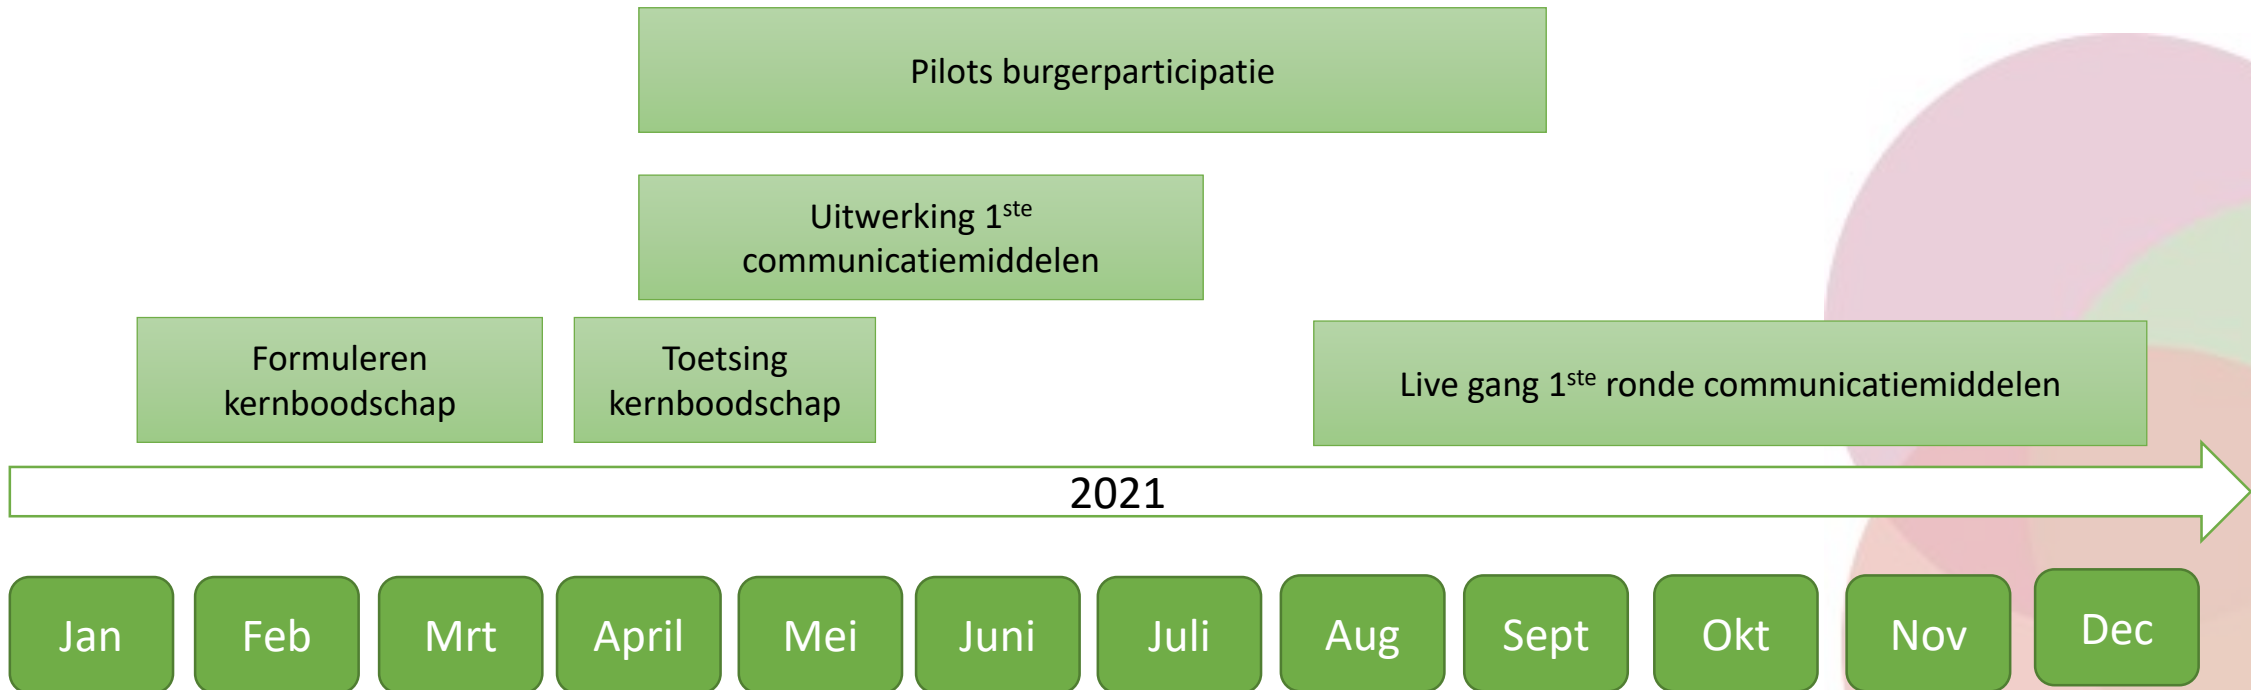 Pilots burgerparticipatie
Uitwerking 1ste
communicatiemiddelen
Formuleren
kernboodschap
Toetsing
kernboodschap
Live gang 1ste ronde communicatiemiddelen
2021
Jan
Feb
Mrt
April
Mei
Juni
Juli
Aug
Sept
Okt
Nov
Dec